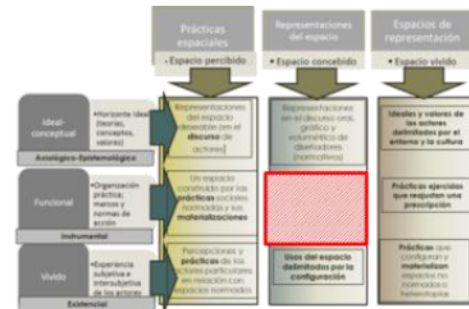 Prácticas
espaciales
• Espacio percibido
Representaciones
del espacio
• Espacio concebido
Espacios de
representación
• Espacio vivido
Ideal-
conceptual
•Horizonte ideal
(teorías,
conceptos,
valores)
Axiológico-Epistemológico
Representaciones
del espacio
deseable (en el
discurso de
actores)
Representaciones
en el discurso oral,
gráfico y
volumétrico de
diseñadores
(normativos)
Ideales y valores de
los actores
delimitados por el
entorno y la cultura
Funcional
•Organización
práctica; marcos y
normas de
acción
Instrumental
Un espacio
construido por las
prácticas sociales
normadas y sus
materializaciones
Prácticas ejercidas
que reajustan una
prescripción
Vivido
•Experiencia
subjetiva e
intersubjetiva
de los actores
Existencial
Percepciones y
prácticas de los
actores particulares
en relación con
espacios normados
Usos del espacio
delimitados por la
configuración
Prácticas que
configuran y
materializan
espacios no
normados o
heterotopías